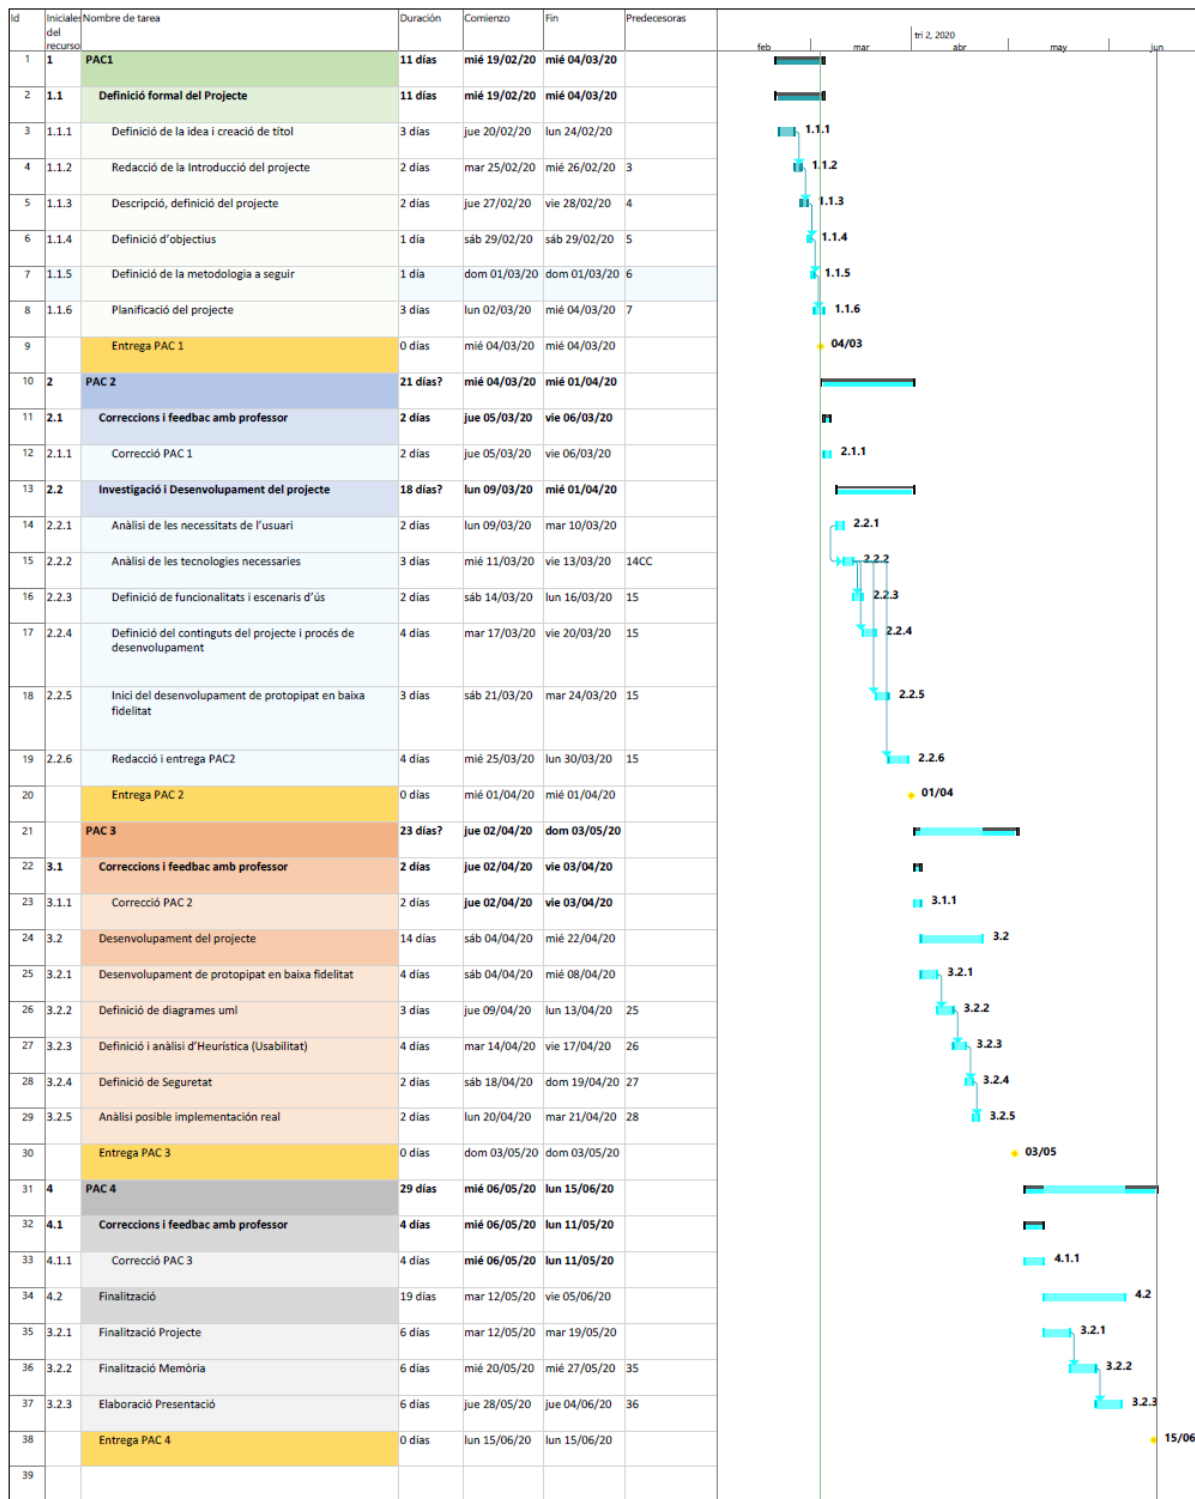 Id Iniciales del recurso Nombre de tarea Duración Comienzo Fin Predecesoras
tri 2, 2020
feb mar abr may jun
1 1 PAC1 11 días mié 19/02/20 mié 04/03/20
2 1.1 Definició formal del Projecte 11 días mié 19/02/20 mié 04/03/20
3 1.1.1 Definició de la idea i creació de títol 3 días jue 20/02/20 lun 24/02/20 1.1.1
4 1.1.2 Redacció de la Introducció del projecte 2 días mar 25/02/20 mié 26/02/20 3 1.1.2
5 1.1.3 Descripció, definició del projecte 2 días jue 27/02/20 vie 28/02/20 4 1.1.3
6 1.1.4 Definició d'objectius 1 día sáb 29/02/20 sáb 29/02/20 5 1.1.4
7 1.1.5 Definició de la metodologia a seguir 1 día dom 01/03/20 dom 01/03/20 6 1.1.5
8 1.1.6 Planificació del projecte 3 días lun 02/03/20 mié 04/03/20 7 1.1.6
9 Entrega PAC 1 0 días mié 04/03/20 mié 04/03/20 04/03
10 2 PAC 2 21 días? mié 04/03/20 mié 01/04/20
11 2.1 Correccions i feedbac amb professor 2 días jue 05/03/20 vie 06/03/20
12 2.1.1 Correcció PAC 1 2 días jue 05/03/20 vie 06/03/20 2.1.1
13 2.2 Investigació i Desenvolupament del projecte 18 días? lun 09/03/20 mié 01/04/20
14 2.2.1 Anàlisi de les necessitats de l'usuari 2 días lun 09/03/20 mar 10/03/20 2.2.1
15 2.2.2 Anàlisi de les tecnologies necessaries 3 días mié 11/03/20 vie 13/03/20 14CC 2.2.2
16 2.2.3 Definició de funcionalitats i escenaris d'ús 2 días sáb 14/03/20 lun 16/03/20 15 2.2.3
17 2.2.4 Definició del continguts del projecte i procés de 4 días mar 17/03/20 vie 20/03/20 15 2.2.4
desenvolupament
18 2.2.5 Inici del desenvolupament de protopipat en baixa 3 días sáb 21/03/20 mar 24/03/20 15 2.2.5
fidelitat
19 2.2.6 Redacció i entrega PAC2 4 días mié 25/03/20 lun 30/03/20 15 2.2.6
20 Entrega PAC 2 0 días mié 01/04/20 mié 01/04/20 01/04
21 PAC 3 23 días? jue 02/04/20 dom 03/05/20
22 3.1 Correccions i feedbac amb professor 2 días jue 02/04/20 vie 03/04/20
23 3.1.1 Correcció PAC 2 2 días jue 02/04/20 vie 03/04/20 3.1.1
24 3.2 Desenvolupament del projecte 14 días sáb 04/04/20 mié 22/04/20 3.2
25 3.2.1 Desenvolupament de protopipat en baixa fidelitat 4 días sáb 04/04/20 mié 08/04/20 3.2.1
26 3.2.2 Definició de diagrames uml 3 días jue 09/04/20 lun 13/04/20 25 3.2.2
27 3.2.3 Definició i anàlisi d'Heurística (Usabilitat) 4 días mar 14/04/20 vie 17/04/20 26 3.2.3
28 3.2.4 Definició de Seguretat 2 días sáb 18/04/20 dom 19/04/20 27 3.2.4
29 3.2.5 Anàlisi posible implementación real 2 días lun 20/04/20 mar 21/04/20 28 3.2.5
30 Entrega PAC 3 0 días dom 03/05/20 dom 03/05/20 03/05
31 4 PAC 4 29 días mié 06/05/20 lun 15/06/20
32 4.1 Correccions i feedbac amb professor 4 días mié 06/05/20 lun 11/05/20
33 4.1.1 Correcció PAC 3 4 días mié 06/05/20 lun 11/05/20 4.1.1
34 4.2 Finalització 19 días mar 12/05/20 vie 05/06/20 4.2
35 3.2.1 Finalització Projecte 6 días mar 12/05/20 mar 19/05/20 3.2.1
36 3.2.2 Finalització Memòria 6 días mié 20/05/20 mié 27/05/20 35 3.2.2
37 3.2.3 Elaboració Presentació 6 días jue 28/05/20 jue 04/06/20 36 3.2.3
38 Entrega PAC 4 0 días lun 15/06/20 lun 15/06/20 15/06
39